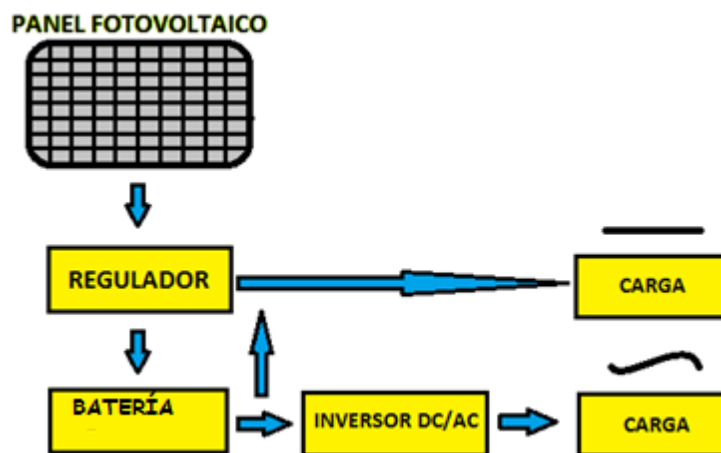 PANEL FOTOVOLTAICO
REGULADOR
CARGA
BATERÍA
INVERSOR DC/AC
CARGA